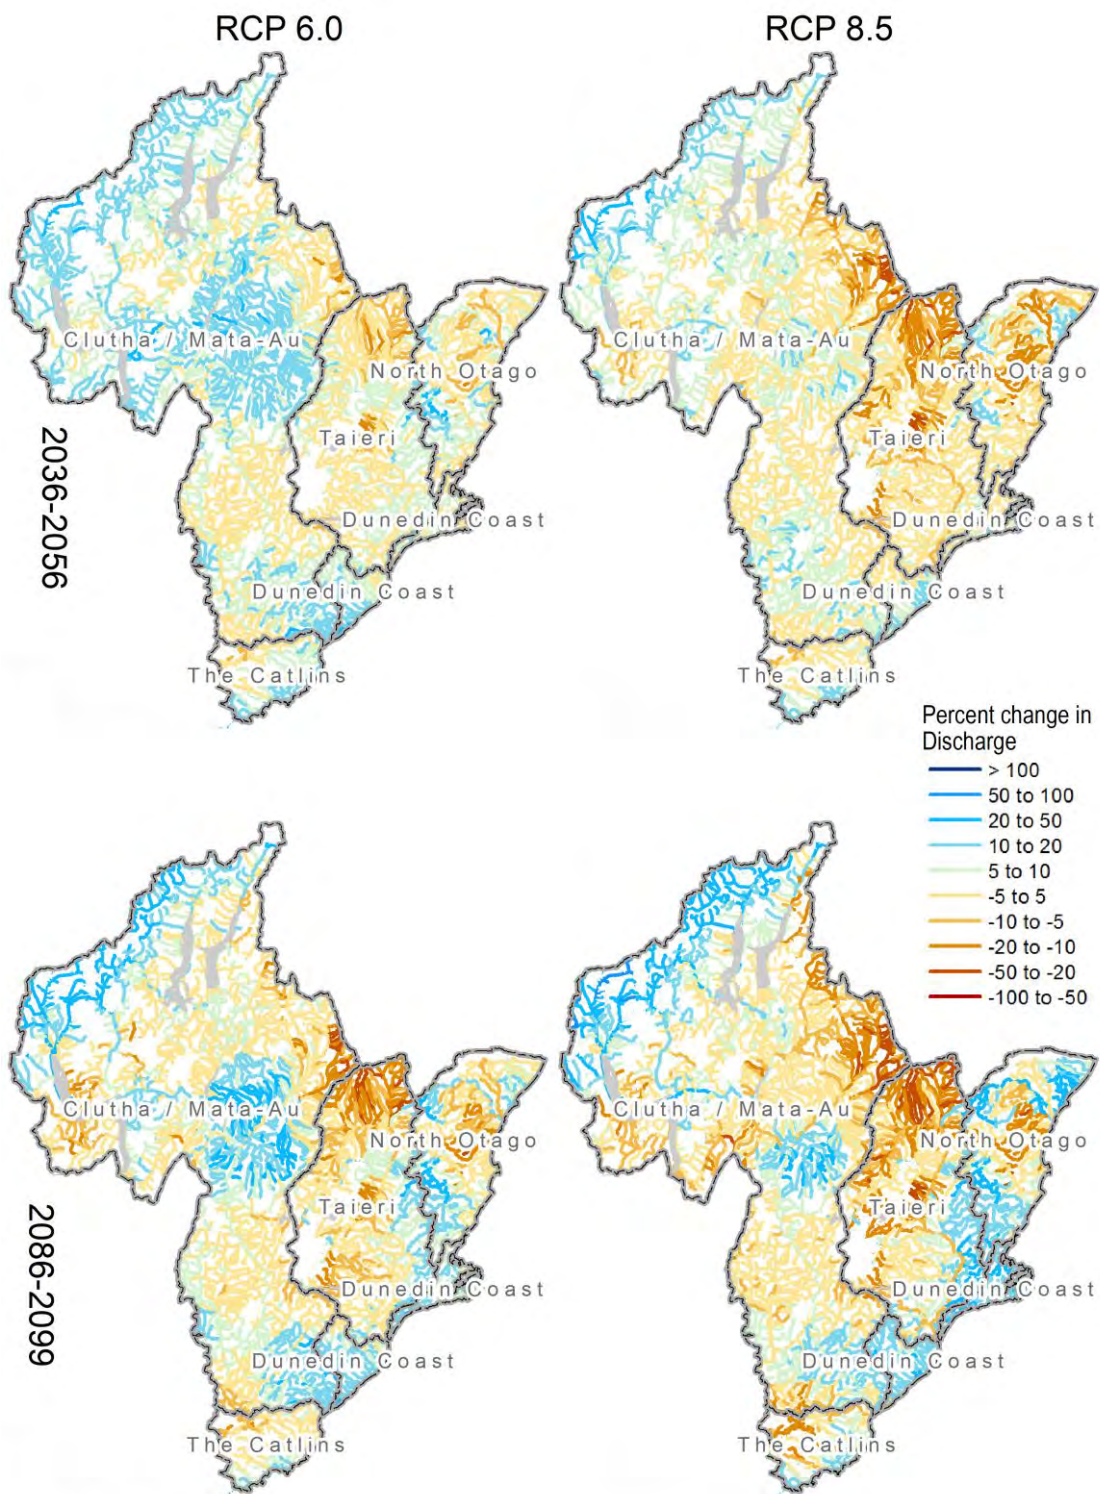 RCP 6.0
RCP 8.5
Clutha / Mata-Au
North Otago
Taieri
Dunedin Coast
Dunedin Coast
The Catlins
Clutha / Mata-Au
North Otago
Taieri
Dunedin Coast
Dunedin Coast
The Catlins
2036-2056
Percent change in
Discharge
> 100
50 to 100
20 to 50
10 to 20
5 to 10
-5 to 5
-10 to -5
-20 to -10
-50 to -20
-100 to -50
Clutha / Mata-Au
North Otago
Taieri
Dunedin Coast
Dunedin Coast
The Catlins
Clutha / Mata-Au
North Otago
Taieri
Dunedin Coast
Dunedin Coast
The Catlins
2086-2099